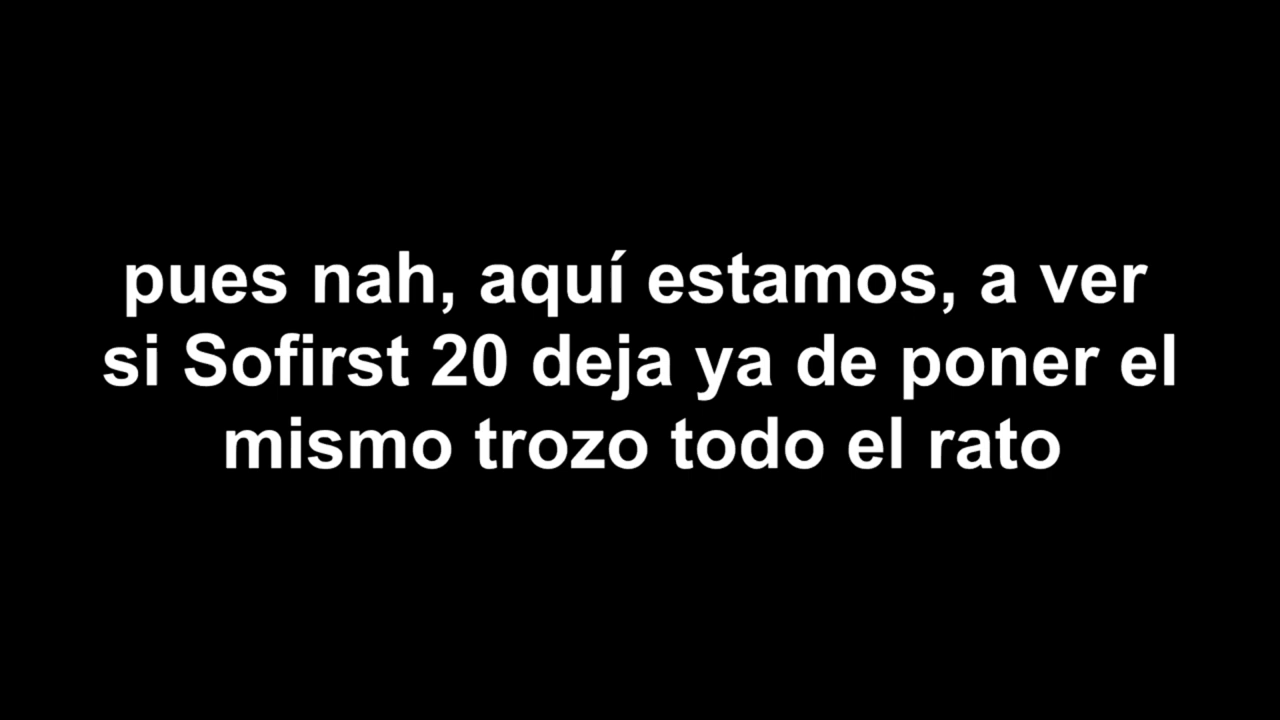 pues nah, aquí estamos, a ver
si Sofirst 20 deja ya de poner el
mismo trozo todo el rato